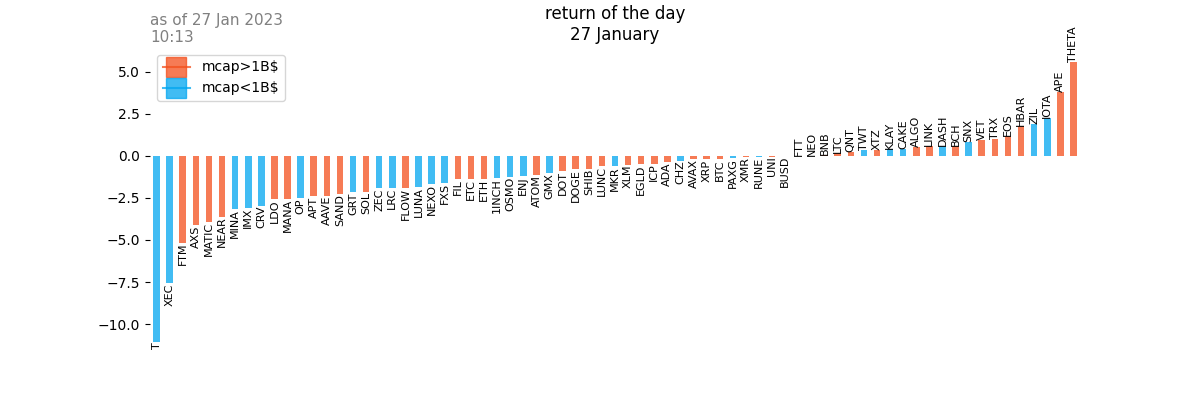 as of 27 Jan 2023
10:13
return of the day
27 January
mcap>1B$
mcap<1B$
5.0
2.5
0.0
−2.5
−5.0
−7.5
−10.0
T
XEC
FTM
AXS
MATIC
NEAR
MINA
IMX
CRV
LDO
MANA
OP
APT
AAVE
SAND
GRT
SOL
ZEC
LRC
FLOW
LUNA
NEXO
FXS
FIL
ETC
ETH
1INCH
OSMO
ENJ
ATOM
GMX
DOT
DOGE
SHIB
LUNC
MKR
XLM
EGLD
ICP
ADA
CHZ
AVAX
XRP
BTC
PAXG
XMR
RUNE
UNI
BUSD
FTT
NEO
BNB
LTC
QNT
TWT
XTZ
KLAY
CAKE
ALGO
LINK
DASH
BCH
SNX
VET
TRX
EOS
HBAR
ZIL
IOTA
APE
THETA